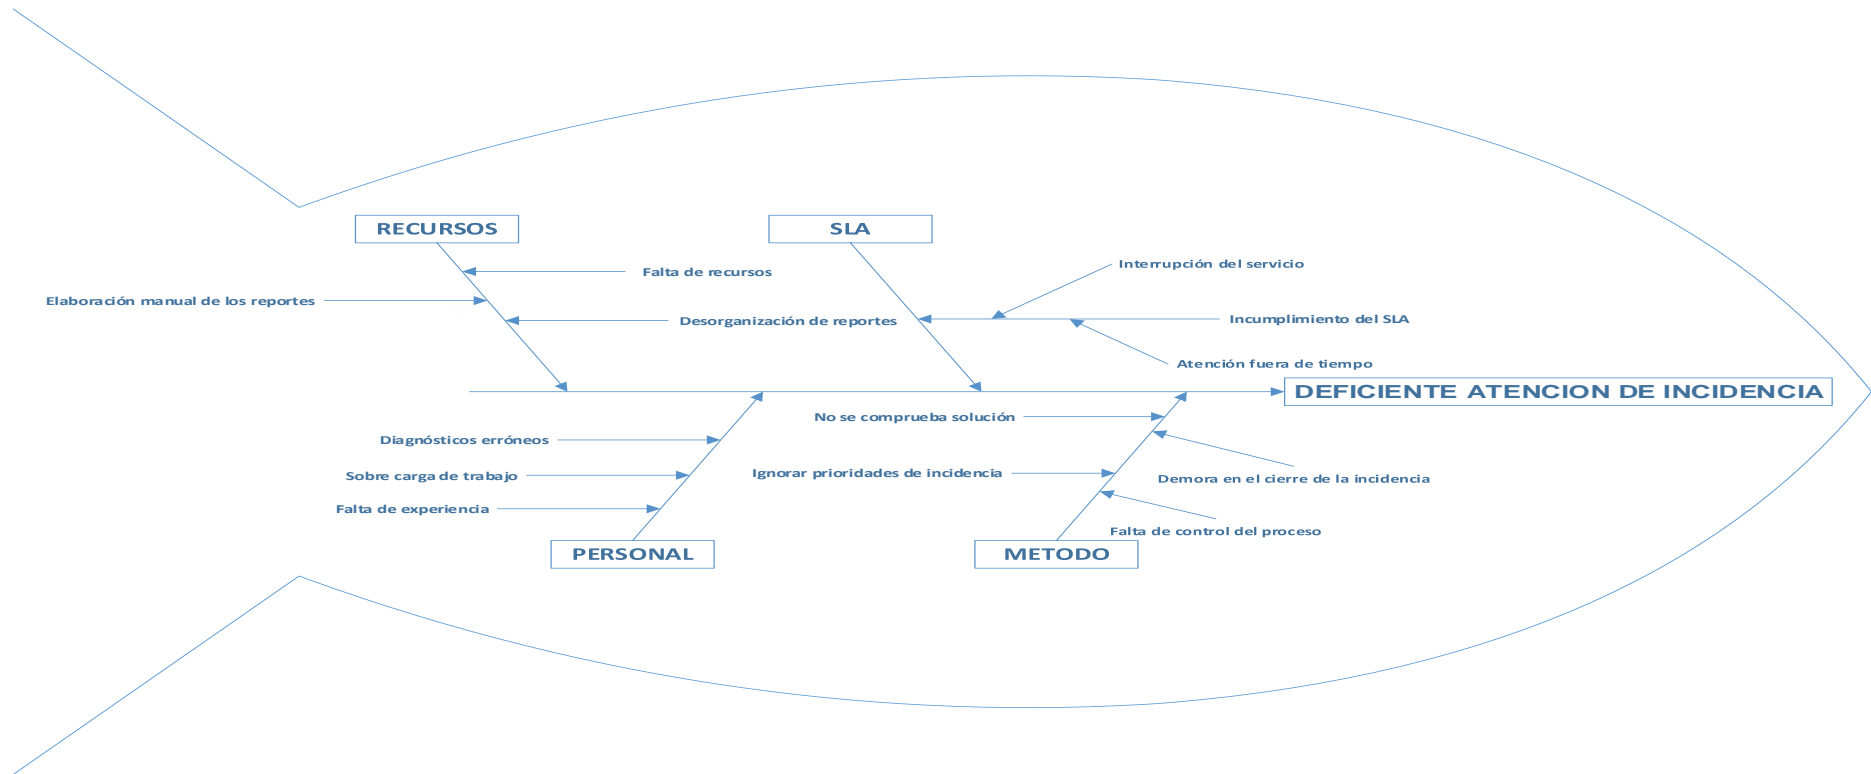 RECURSOS
SLA
Interrupción del servicio
Falta de recursos
Elaboración manual de los reportes
Desorganización de reportes
Incumplimiento del SLA
Atención fuera de tiempo
DEFICIENTE ATENCION DE INCIDENCIA
No se comprueba solución
Diagnósticos erróneos
Ignorar prioridades de incidencia
Sobre carga de trabajo
Demora en el cierre de la incidencia
Falta de experiencia
Falta de control del proceso
PERSONAL
METODO